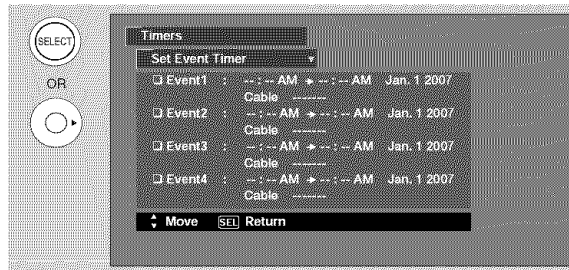 SELECT
OR
Timers
Set Event Timer
Event1 : -- : -- AM → -- : -- AM Jan. 1 2007
Cable -------
Event2 : -- : -- AM → -- : -- AM Jan. 1 2007
Cable -------
Event3 : -- : -- AM → -- : -- AM Jan. 1 2007
Cable -------
Event4 : -- : -- AM → -- : -- AM Jan. 1 2007
Cable -------
Move SEL Return